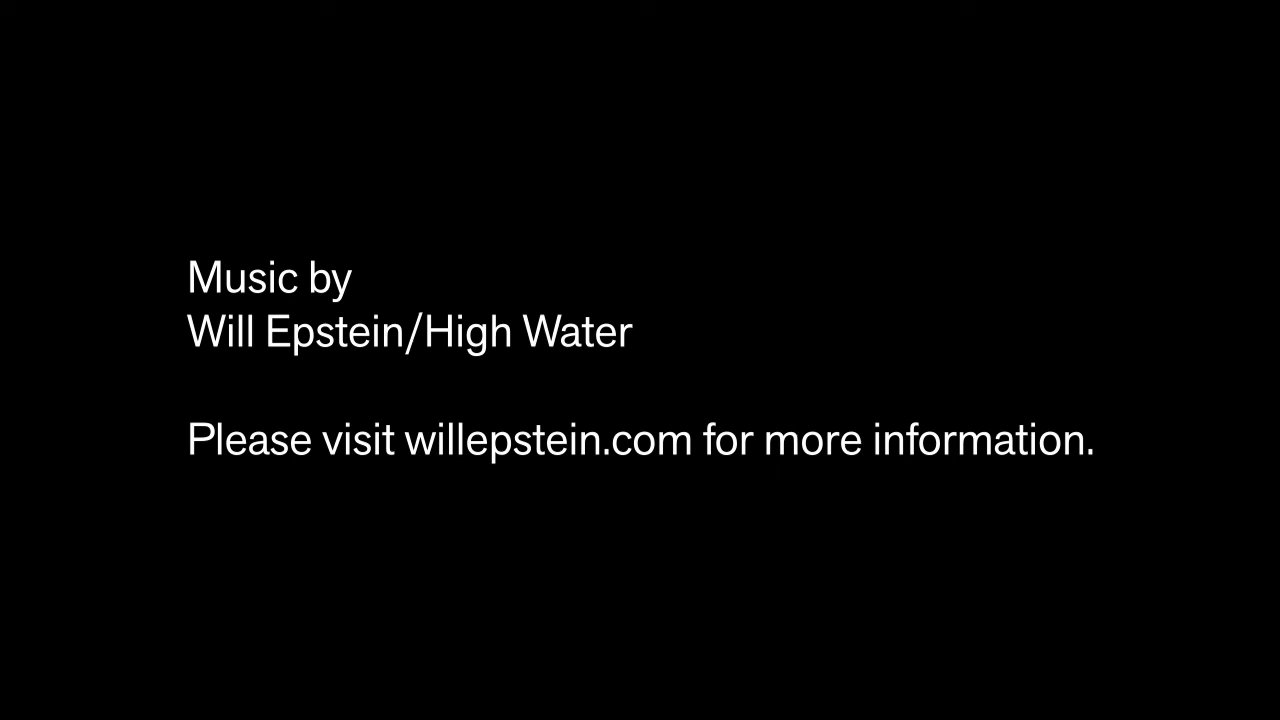 Music by
Will Epstein/High Water
Please visit willepstein.com for more information.